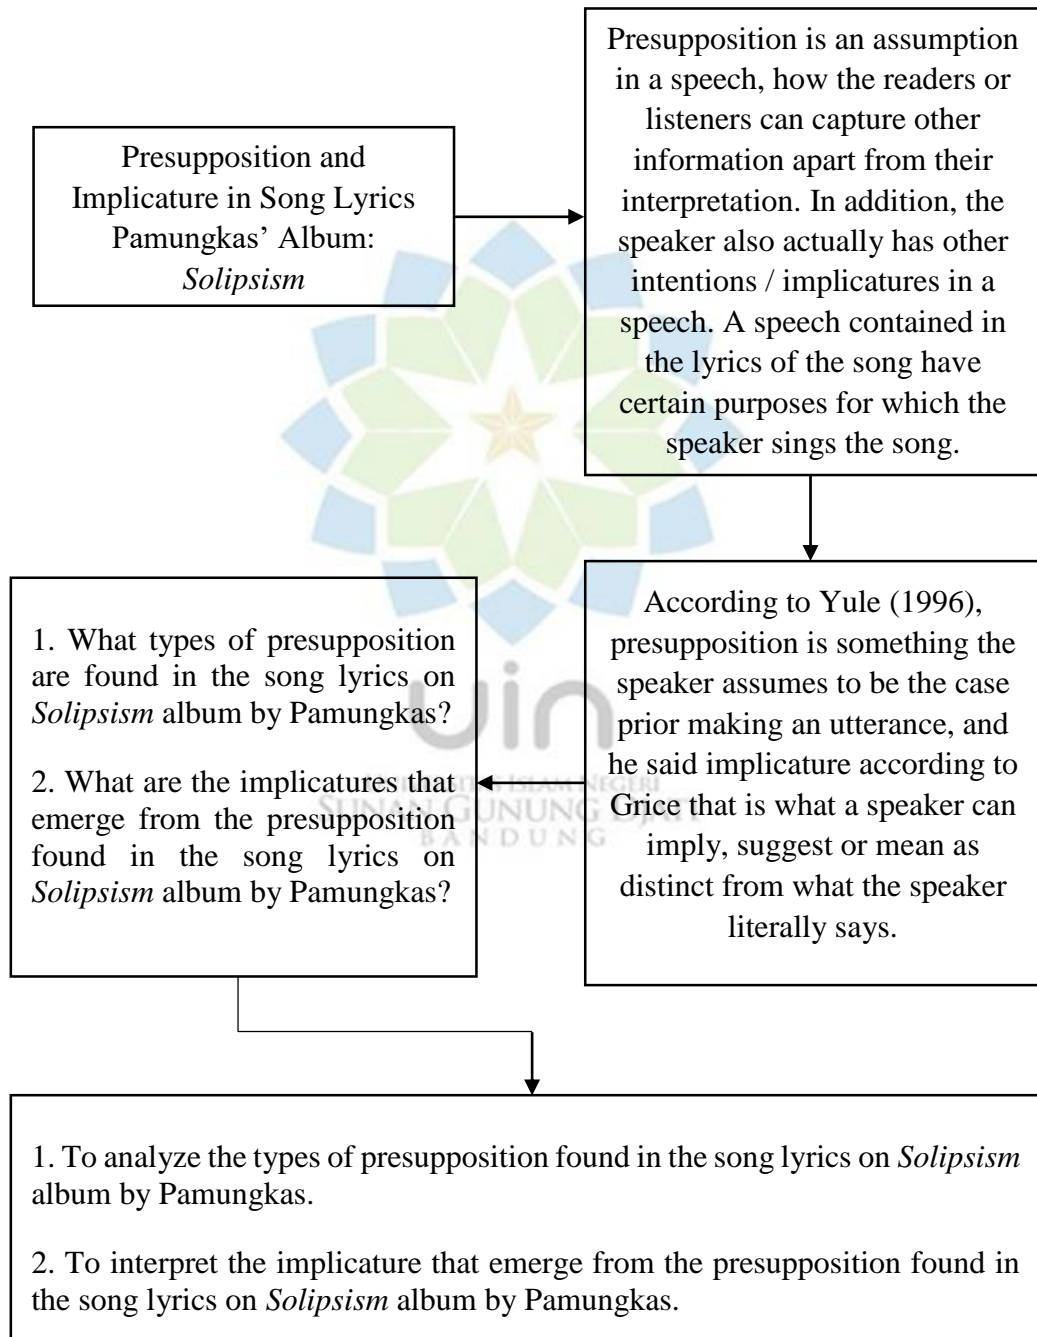 Presupposition and
Implicature in Song Lyrics
Pamungkas’ Album:
Solipsism
Presupposition is an assumption
in a speech, how the readers or
listeners can capture other
information apart from their
interpretation. In addition, the
speaker also actually has other
intentions / implicatures in a
speech. A speech contained in
the lyrics of the song have
certain purposes for which the
speaker sings the song.
According to Yule (1996),
presupposition is something the
speaker assumes to be the case
prior making an utterance, and
he said implicature according to
Grice that is what a speaker can
imply, suggest or mean as
distinct from what the speaker
literally says.
1. What types of presupposition
are found in the song lyrics on
Solipsism album by Pamungkas?
2. What are the implicatures that
emerge from the presupposition
found in the song lyrics on
Solipsism album by Pamungkas?
uin
UNIVERSITAS ISLAM NEGERI
SUNAN GUNUNG DJATI
BANDUNG
1. To analyze the types of presupposition found in the song lyrics on Solipsism
album by Pamungkas.
2. To interpret the implicature that emerge from the presupposition found in
the song lyrics on Solipsism album by Pamungkas.